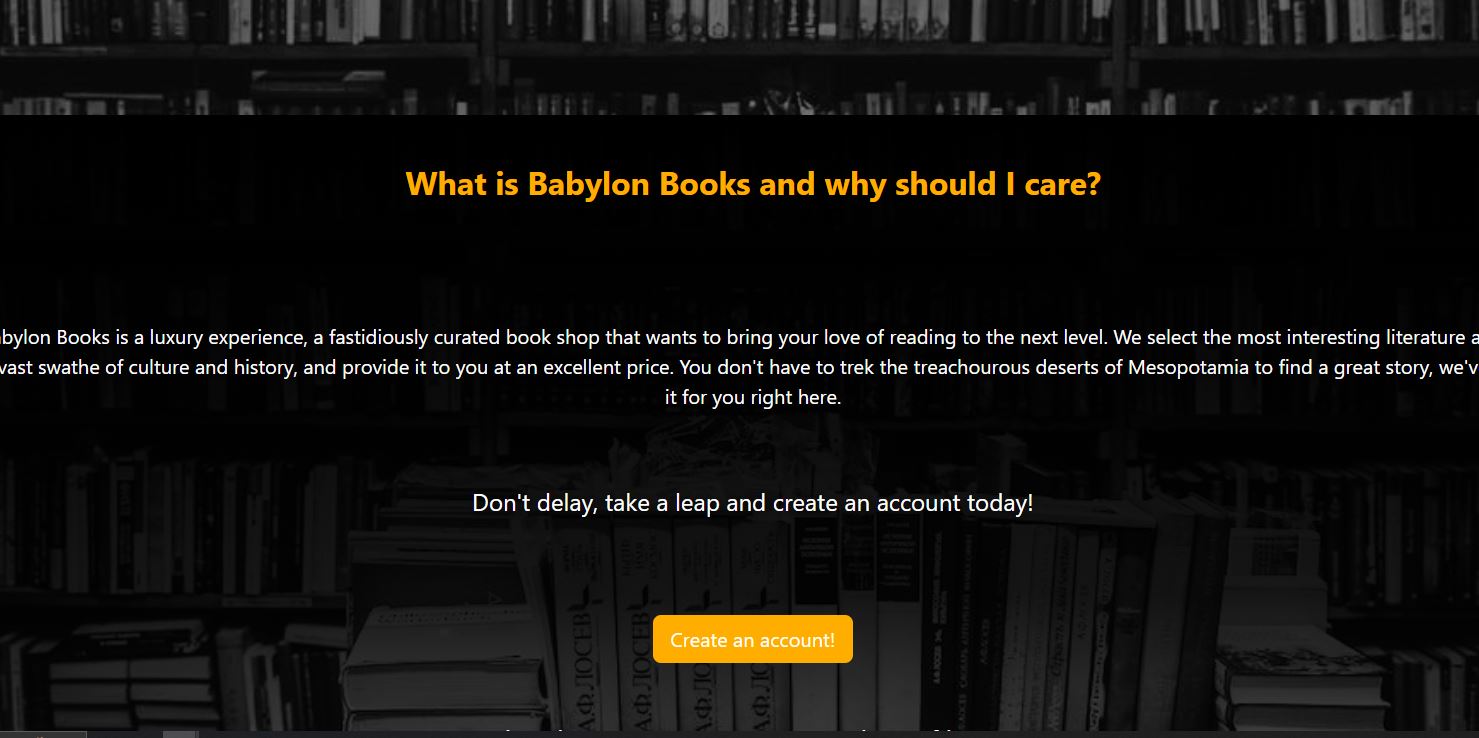 What is Babylon Books and why should I care?
bylon Books is a luxury experience, a fastidiously curated book shop that wants to bring your love of reading to the next level. We select the most interesting literature a
vast swathe of culture and history, and provide it to you at an excellent price. You don't have to trek the treachourous deserts of Mesopotamia to find a great story, we'v
it for you right here.
Don't delay, take a leap and create an account today!
Create an account!
А.Ф.ЛОСЕВ